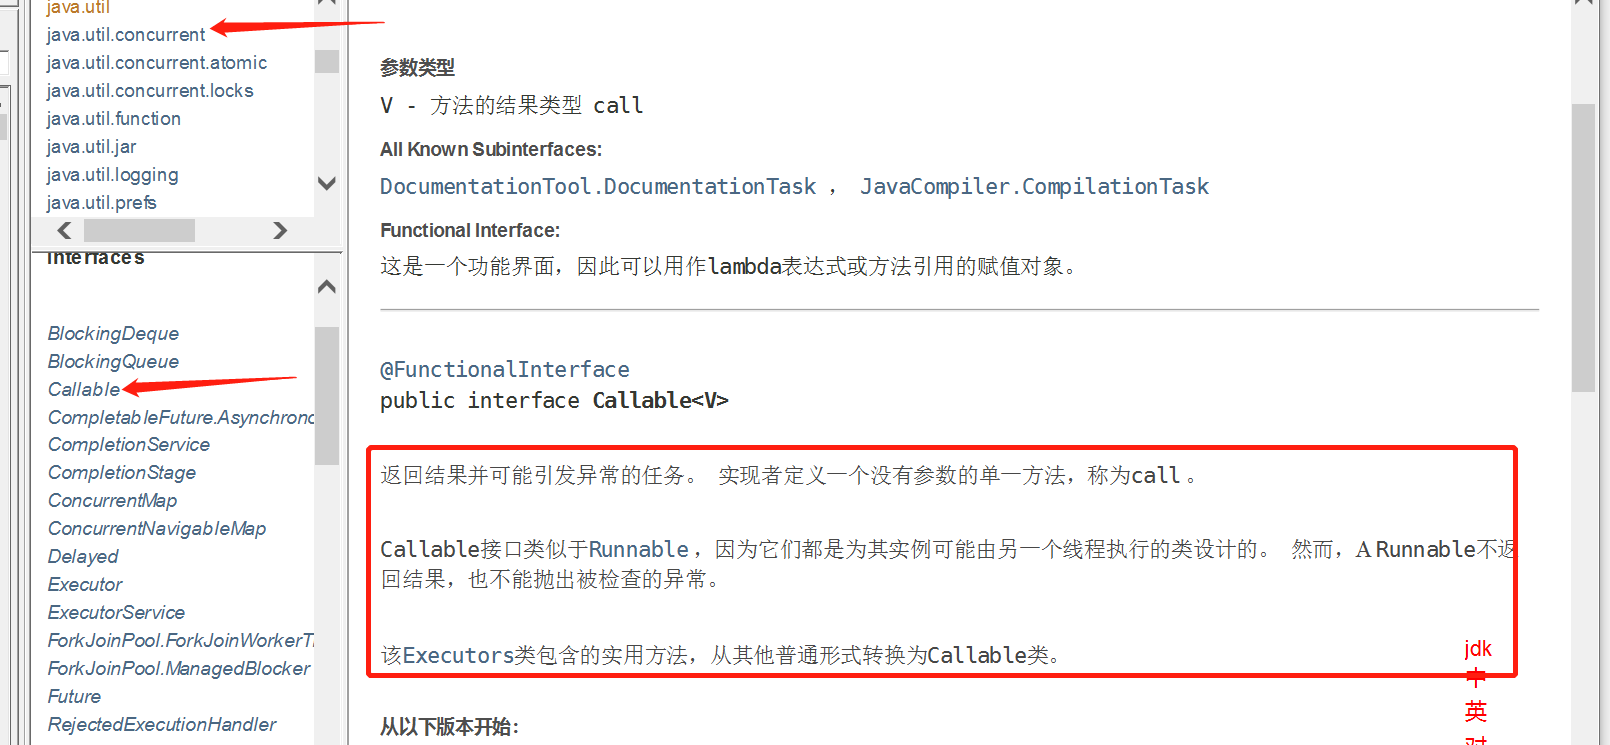 java.util
java.util.concurrent
java.util.concurrent.atomic
java.util.concurrent.locks
java.util.function
java.util.jar
java.util.logging
java.util.prefs
Interfaces
BlockingDeque
BlockingQueue
Callable
CompletableFuture.Asynchrono
CompletionService
CompletionStage
ConcurrentMap
ConcurrentNavigableMap
Delayed
Executor
ExecutorService
ForkJoinPool.ForkJoinWorkerT
ForkJoinPool.ManagedBlocker
Future
RejectedExecutionHandler
参数类型
V - 方法的结果类型 call
All Known Subinterfaces:
DocumentationTool.DocumentationTask ， JavaCompiler.CompilationTask
Functional Interface:
这是一个功能界面，因此可以用作lambda表达式或方法引用的赋值对象。
@FunctionalInterface
public interface Callable<V>
返回结果并可能引发异常的任务。 实现者定义一个没有参数的单一方法，称为call 。
Callable接口类似于Runnable ，因为它们都是为其实例可能由另一个线程执行的类设计的。 然而，A Runnable不返
回结果，也不能抛出被检查的异常。
该Executors类包含的实用方法，从其他普通形式转换为Callable类。
从以下版本开始：
jdk
中
英
对